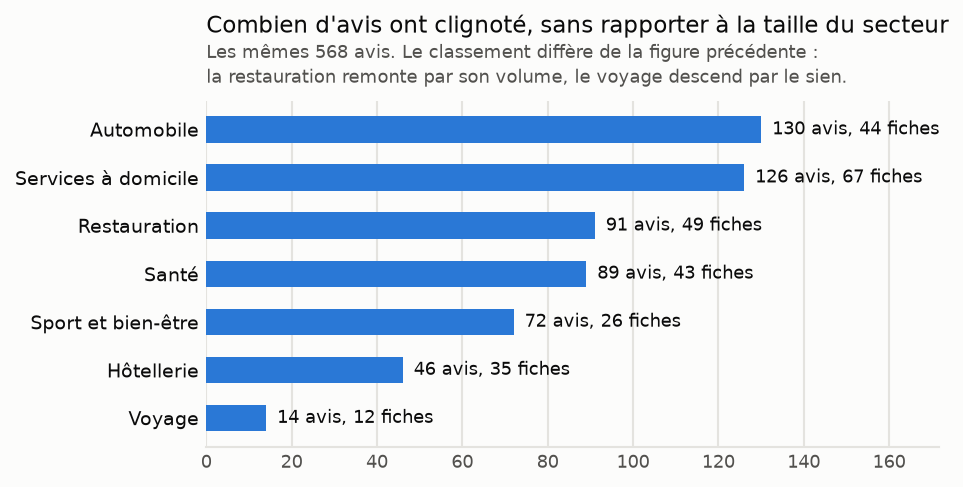 Combien d'avis ont clignoté, sans rapporter à la taille du secteur
Les mêmes 568 avis. Le classement diffère de la figure précédente :
la restauration remonte par son volume, le voyage descend par le sien.
Automobile 130 avis, 44 fiches
Services à domicile 126 avis, 67 fiches
Restauration 91 avis, 49 fiches
Santé 89 avis, 43 fiches
Sport et bien-être 72 avis, 26 fiches
Hôtellerie 46 avis, 35 fiches
Voyage 14 avis, 12 fiches
0 20 40 60 80 100 120 140 160